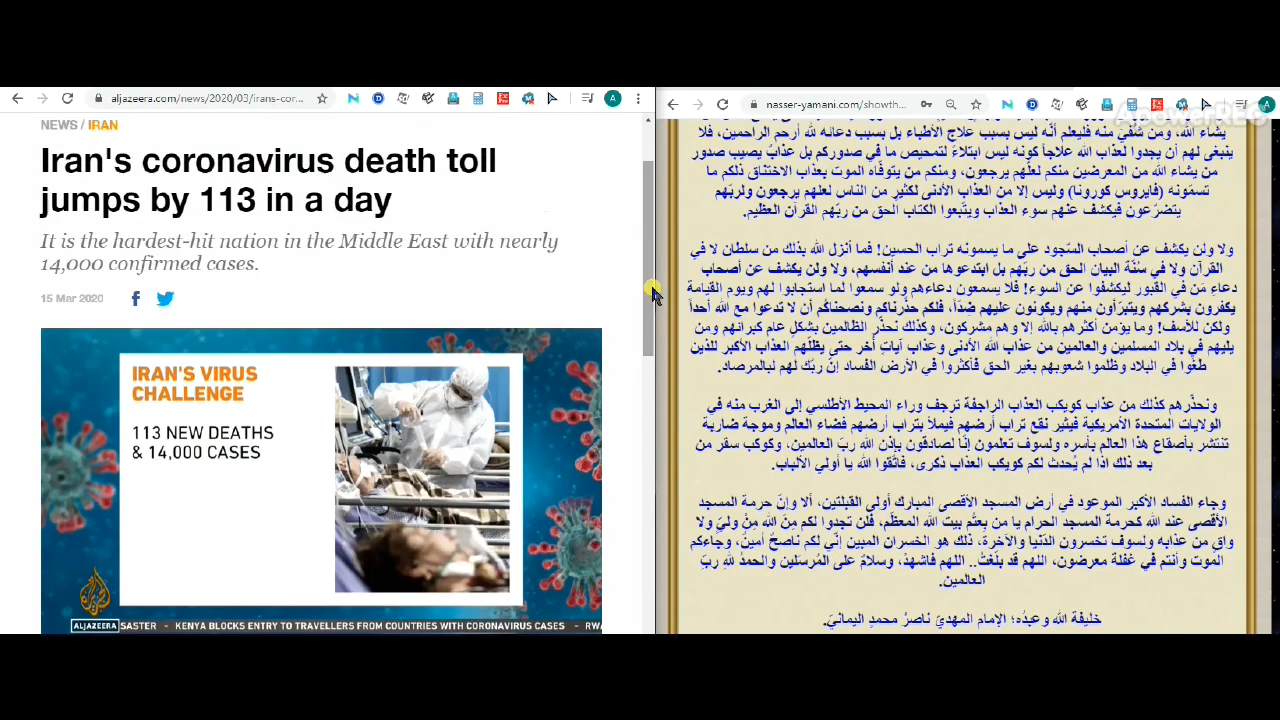 aljazeera.com/news/2020/03/irans-cor...
A
NEWS / IRAN
Iran's coronavirus death toll
jumps by 113 in a day
It is the hardest-hit nation in the Middle East with nearly
14,000 confirmed cases.
15 Mar 2020
IRAN'S VIRUS
CHALLENGE
113 NEW DEATHS
& 14,000 CASES
ALJAZEERA SASTER - KENYA BLOCKS ENTRY TO TRAVELLERS FROM COUNTRIES WITH CORONAVIRUS CASES - RW
nasser-yamani.com/showth...
A
ApowerREC
يشاء الله، ومن شُفيَ منه فليعلم أنّه ليس بسبب علاج الأطباء بل بسبب دعائه لله أرحم الراحمين، فلا
ينبغي لهم أن يجدوا لعذاب الله علاجاً كونه ليس ابتلاءً لتمحيص ما في صدوركم بل عذابٌ يصيب صدور
من يشاء الله من المعرضين منكم لعلّهم يرجعون، ومنكم من يتوفاه الموت بعذاب الاختناق ذلكم ما
تسمّونه (فايروس كورونا) وليس إلا من العذاب الأدنى لكثيرٍ من الناس لعلهم يرجعون ولربّهم
يتضرّعون فيكشف عنهم سوء العذاب ويتّبعوا الكتاب الحق من ربّهم القرآن العظيم.
ولا ولن يكشف عن أصحاب السّجود على ما يسمونه تراب الحسين! فما أنزل الله بذلك من سلطان لا في
القرآن ولا في سُنّة البيان الحق من ربّهم بل ابتدعوها من عند أنفسهم، ولا ولن يكشف عن أصحاب
دعاءِ مَن في القبور ليكشفوا عن السوء! فلا يسمعون دعاءهم ولو سمعوا لما استجابوا لهم ويوم القيامة
يكفرون بشركهم ويتبرّأون منهم ويكونون عليهم ضِدّاً، فلكم حذّرناكم ونصحناكم أن لا تدعوا مع الله أحداً
ولكن للأسف! وما يؤمن أكثرهم بالله إلا وهم مشركون، وكذلك نحذّر الظالمين بشكلٍ عام كبرائهم ومن
يليهم في بلاد المسلمين والعالمين من عذاب الله الأدنى وعذاب آياتٍ أخر حتى يظلّهم العذاب الأكبر للذين
طغوا في البلاد وظلموا شعوبهم بغير الحق فأكثروا في الأرض الفساد إنّ ربّك لهم لبالمرصاد.
ونحذّرهم كذلك من عذاب كويكب العذاب الراجفة ترجف وراء المحيط الأطلسي إلى الغرب منه في
الولايات المتحدة الأمريكية فيثير نقع تراب أرضهم فيملأ بتراب أرضهم فضاء العالم وموجة ضاربة
تنتشر بأصقاع هذا العالم بأسره ولسوف تعلمون إنّا لصادقون بإذن الله ربّ العالمين، وكوكب سقر من
بعد ذلك اذا لم يُحدث لكم كويكب العذاب ذكرى، فاتّقوا الله يا أولي الألباب.
وجاء الفساد الأكبر الموعود في أرض المسجد الأقصى المبارك أولى القبلتين، ألا وإنّ حرمة المسجد
الأقصى عند الله كحرمة المسجد الحرام يا من بعتُم بيت الله المعظّم، فلن تجدوا لكم مِنَ الله مِنْ وليٍّ ولا
واقٍ من عذابه ولسوف تخسرون الدّنيا والآخرة، ذلك هو الخسران المبين إنّي لكم ناصحٌ أمينٌ، وجاءكم
الموت وأنتم في غفلة معرضون، اللهم قد بلّغتُ.. اللهم فاشهدْ، وسلامٌ على المُرسَلين والحمدُ للهِ ربِّ
العالمين.
خليفة الله وعبدُه؛ الإمام المهديّ ناصرُ محمدٍ اليمانيّ.